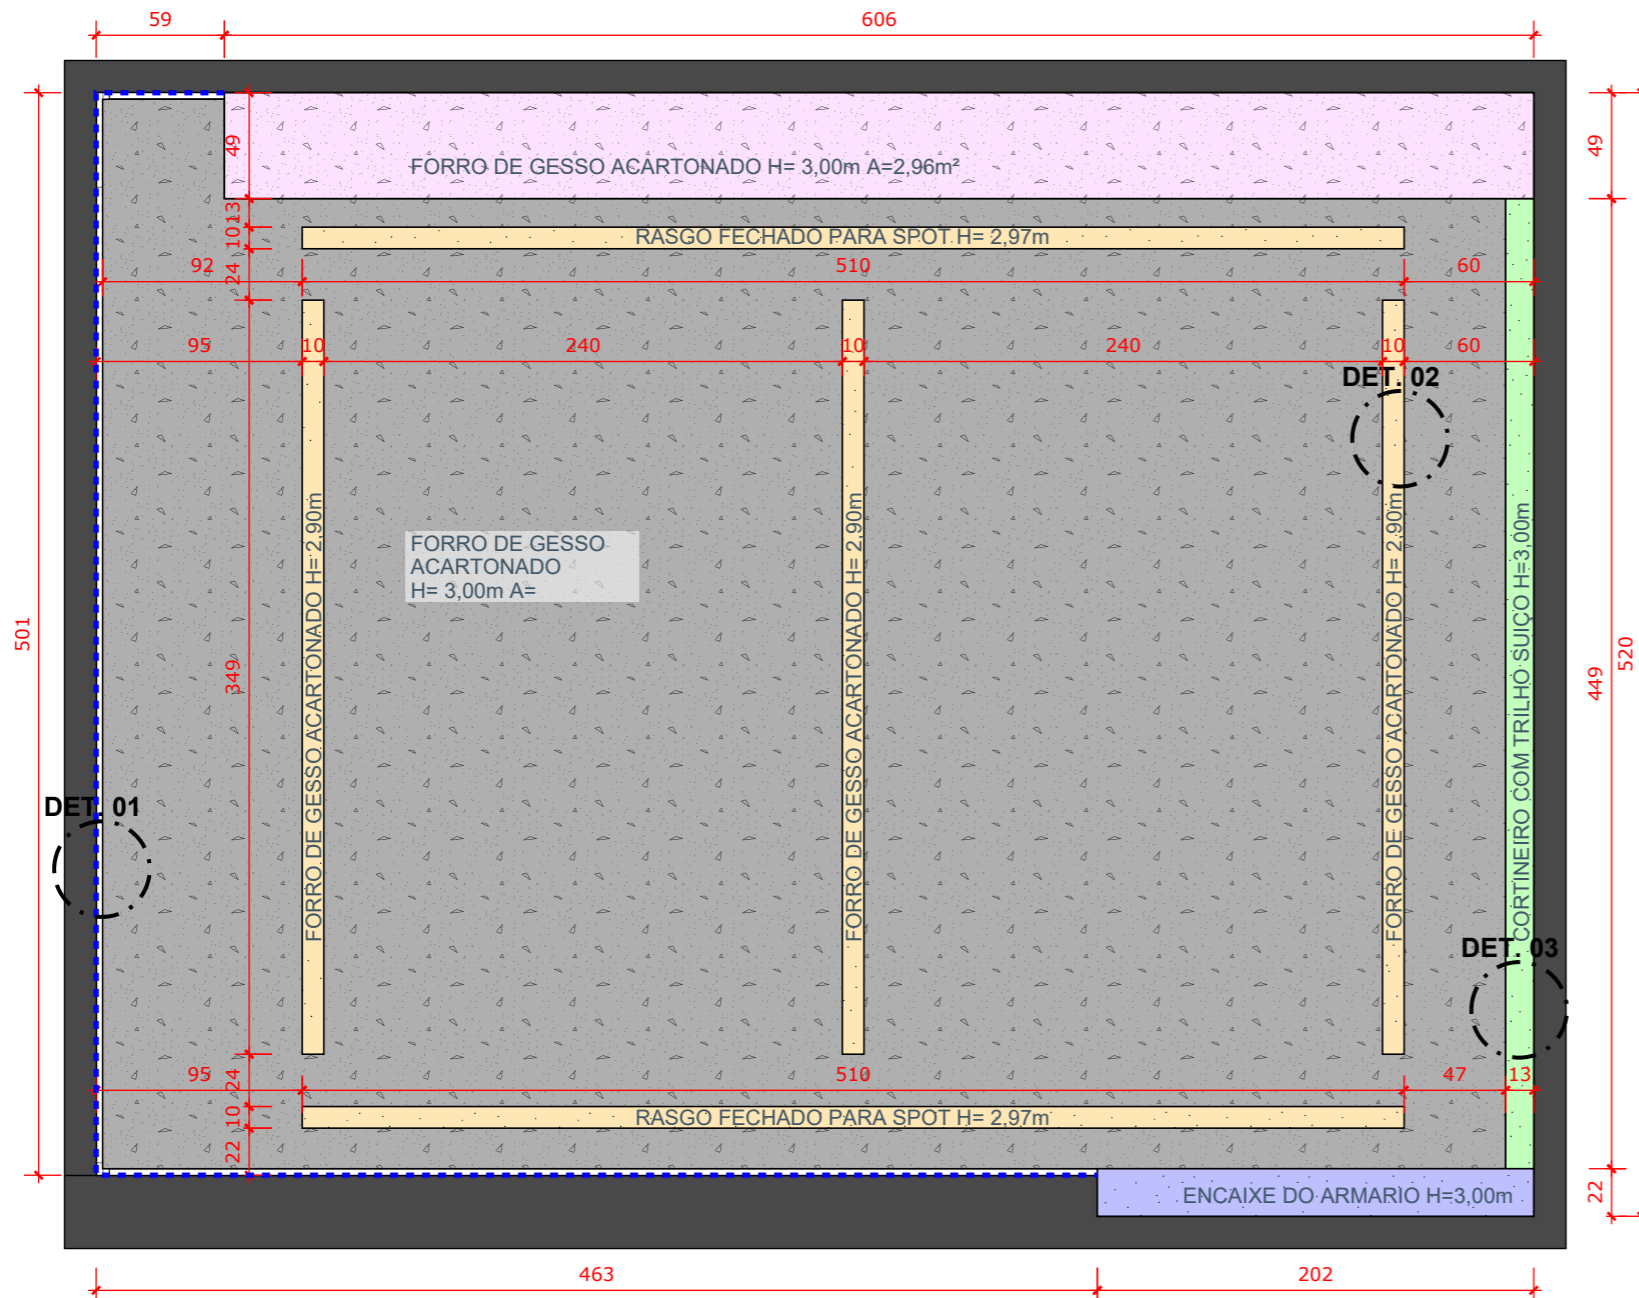 59
606
49
49
FORRO DE GESSO ACARTONADO H= 3,00m A=2,96m²
13
10
RASGO FECHADO PARA SPOT H= 2,97m
24
92
510
60
95
10
240
10
240
10
60
DET. 02
FORRO DE GESSO
ACARTONADO
H= 3,00m A=
FORRO DE GESSO ACARTONADO H= 2,90m
FORRO DE GESSO ACARTONADO H= 2,90m
FORRO DE GESSO ACARTONADO H= 2,90m
CORTINEIRO COM TRILHO SUIÇO H=3,00m
501
349
449
520
DET. 01
DET. 03
95
24
510
47
13
10
RASGO FECHADO PARA SPOT H= 2,97m
22
ENCAIXE DO ARMARIO H=3,00m
22
463
202